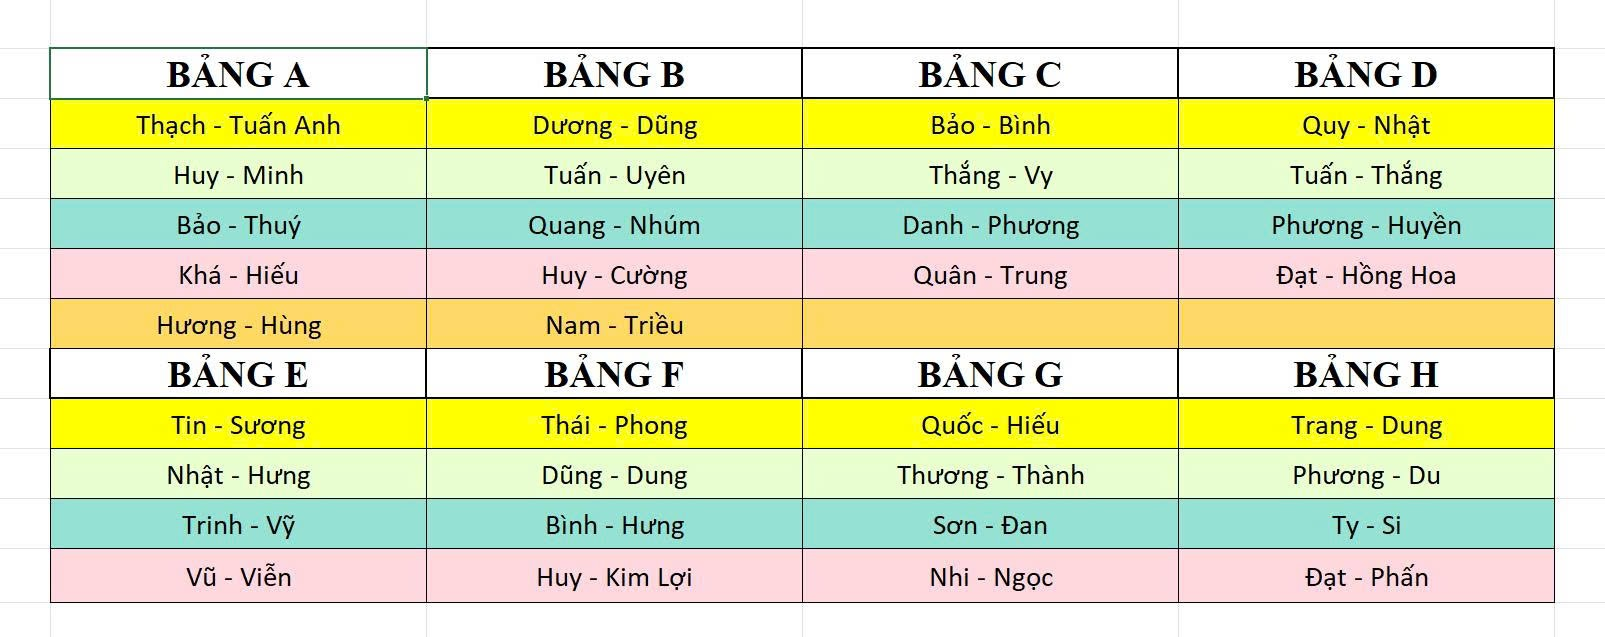 BẢNG A BẢNG B BẢNG C BẢNG D
Thạch - Tuấn Anh Dương - Dũng Bảo - Bình Quy - Nhật
Huy - Minh Tuấn - Uyên Thắng - Vy Tuấn - Thắng
Bảo - Thuý Quang - Nhúm Danh - Phương Phương - Huyền
Khá - Hiếu Huy - Cường Quân - Trung Đạt - Hồng Hoa
Hương - Hùng Nam - Triều
BẢNG E BẢNG F BẢNG G BẢNG H
Tin - Sương Thái - Phong Quốc - Hiếu Trang - Dung
Nhật - Hưng Dũng - Dung Thương - Thành Phương - Du
Trinh - Vỹ Bình - Hưng Sơn - Đan Ty - Si
Vũ - Viễn Huy - Kim Lợi Nhi - Ngọc Đạt - Phấn